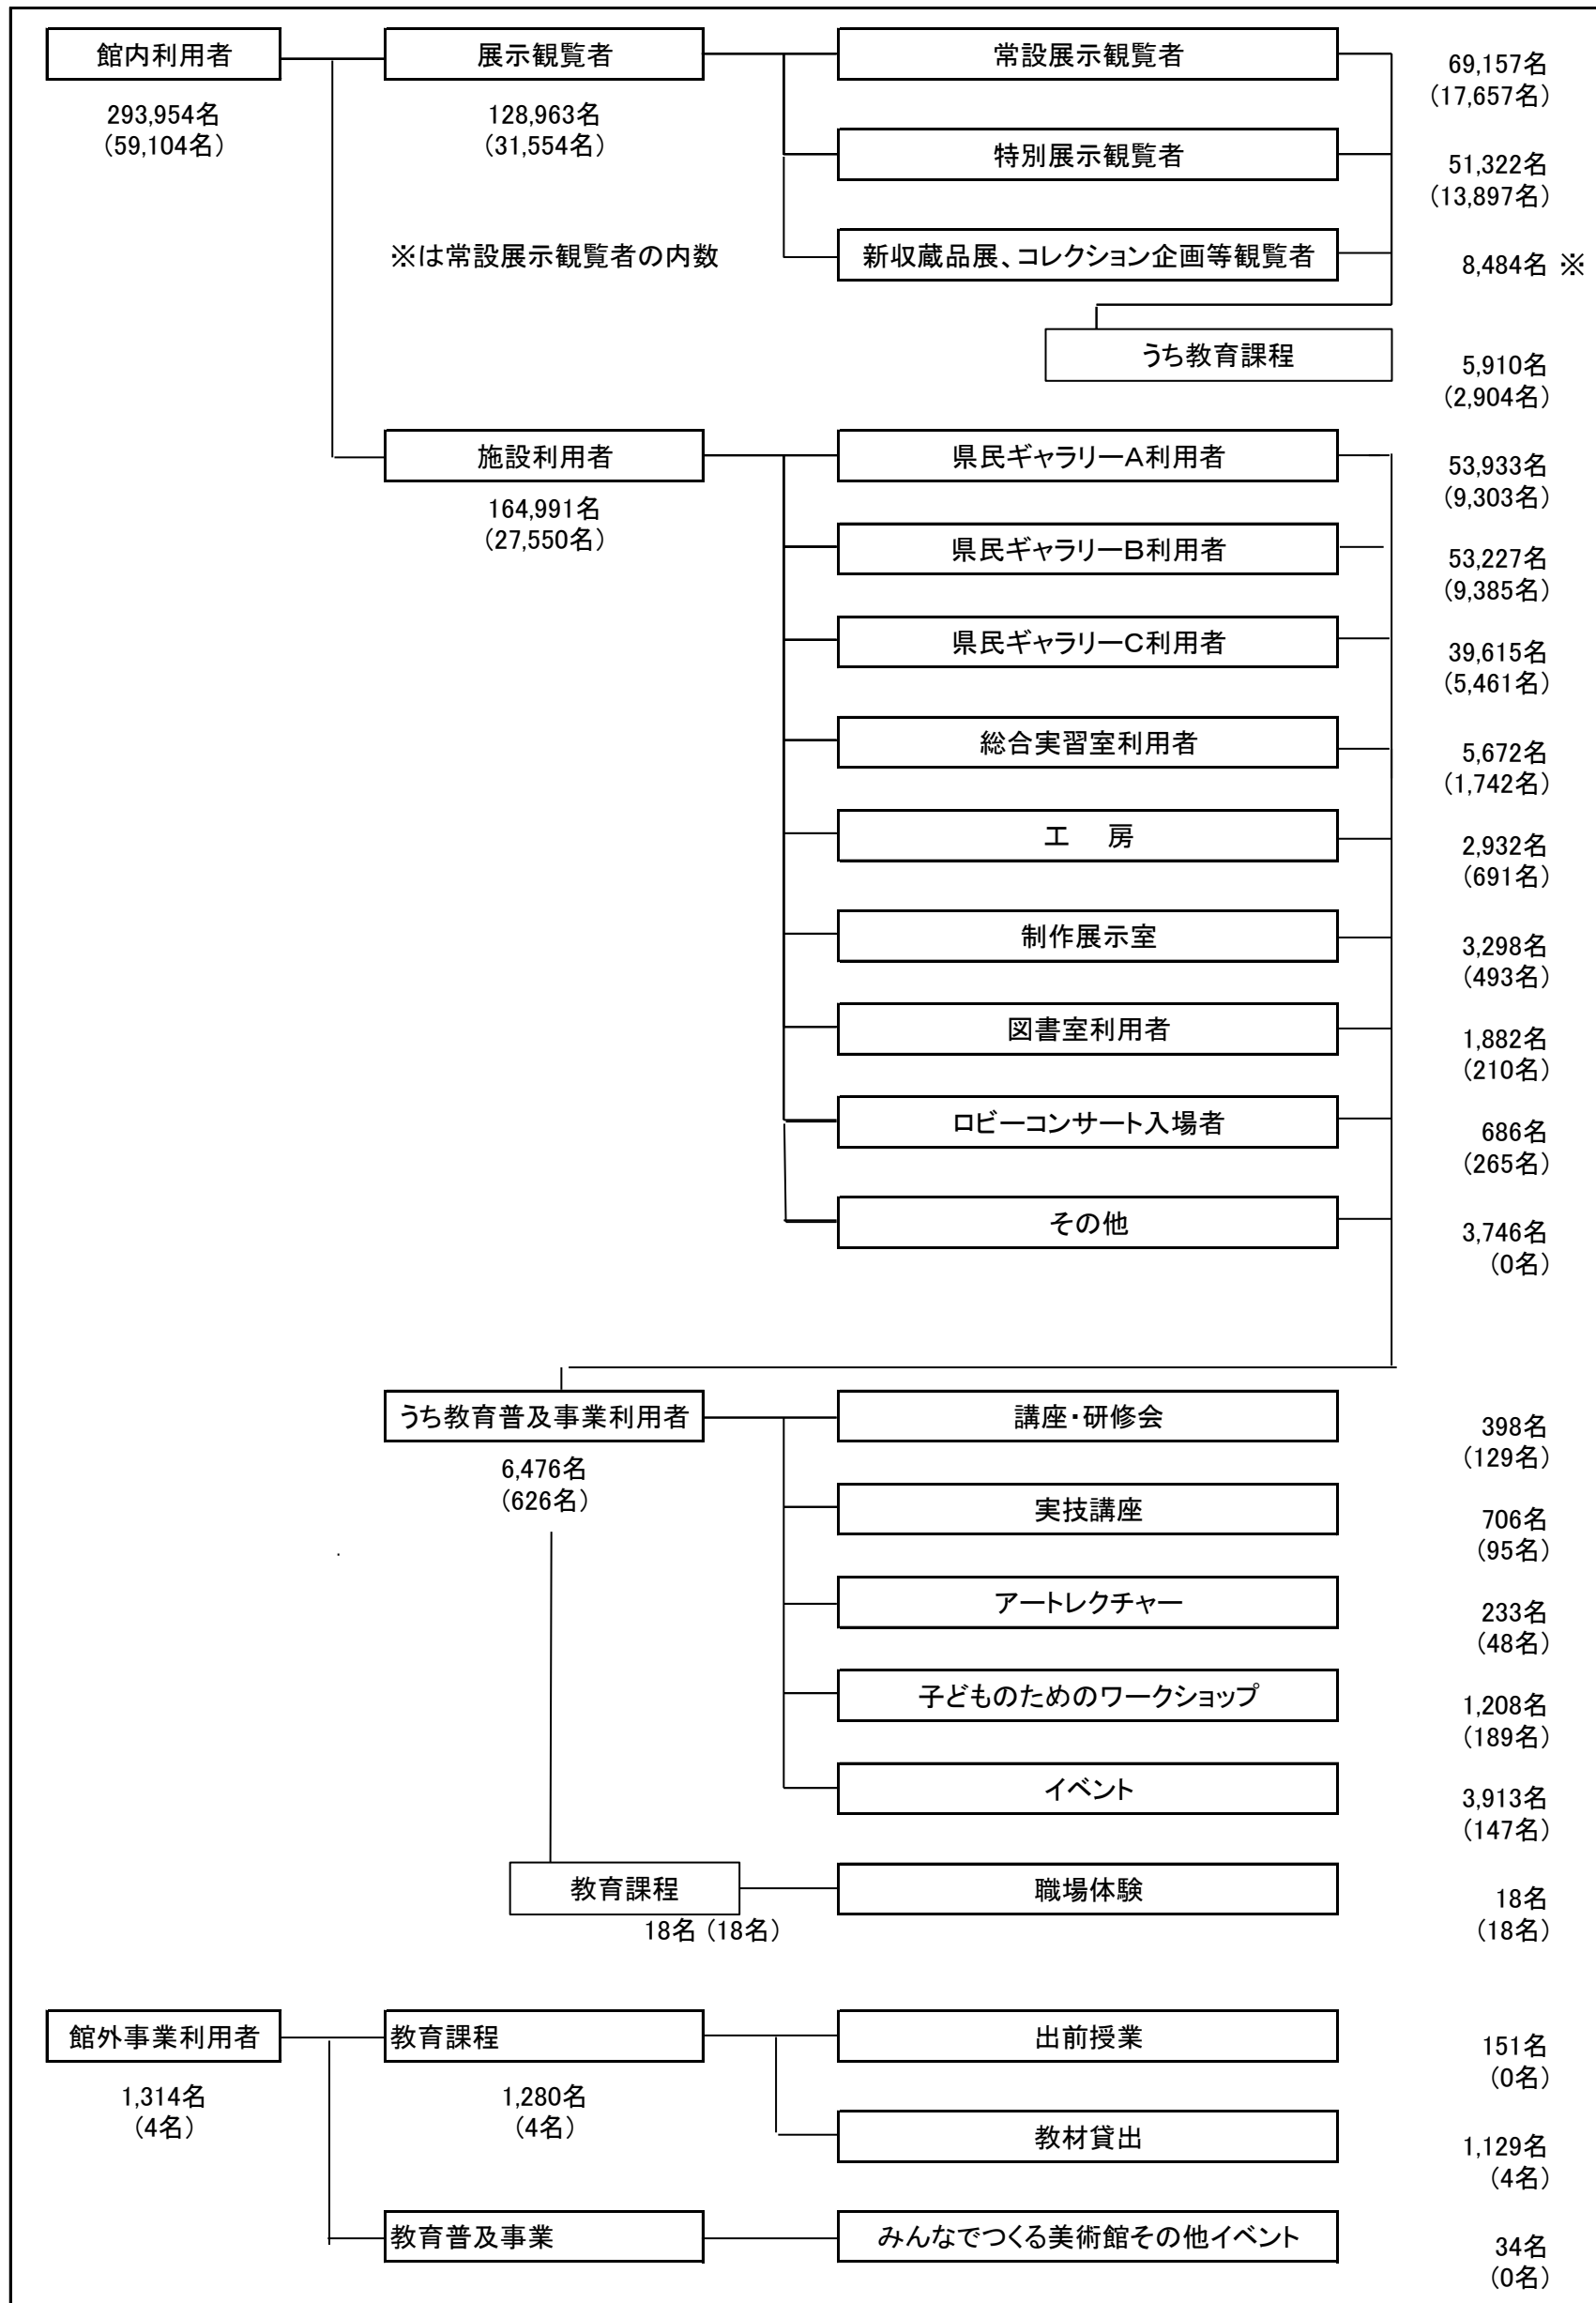 館内利用者
293,954名
(59,104名)
展示観覧者
128,963名
(31,554名)
常設展示観覧者
69,157名
(17,657名)
特別展示観覧者
51,322名
(13,897名)
※は常設展示観覧者の内数
新収蔵品展、コレクション企画等観覧者
8,484名 ※
うち教育課程
5,910名
(2,904名)
施設利用者
164,991名
(27,550名)
県民ギャラリーA利用者
53,933名
(9,303名)
県民ギャラリーB利用者
53,227名
(9,385名)
県民ギャラリーC利用者
39,615名
(5,461名)
総合実習室利用者
5,672名
(1,742名)
工 房
2,932名
(691名)
制作展示室
3,298名
(493名)
図書室利用者
1,882名
(210名)
ロビーコンサート入場者
686名
(265名)
その他
3,746名
(0名)
うち教育普及事業利用者
6,476名
(626名)
講座・研修会
398名
(129名)
実技講座
706名
(95名)
アートレクチャー
233名
(48名)
子どものためのワークショップ
1,208名
(189名)
イベント
3,913名
(147名)
教育課程
18名 (18名)
職場体験
18名
(18名)
館外事業利用者
1,314名
(4名)
教育課程
1,280名
(4名)
出前授業
151名
(0名)
教材貸出
1,129名
(4名)
教育普及事業
みんなでつくる美術館その他イベント
34名
(0名)